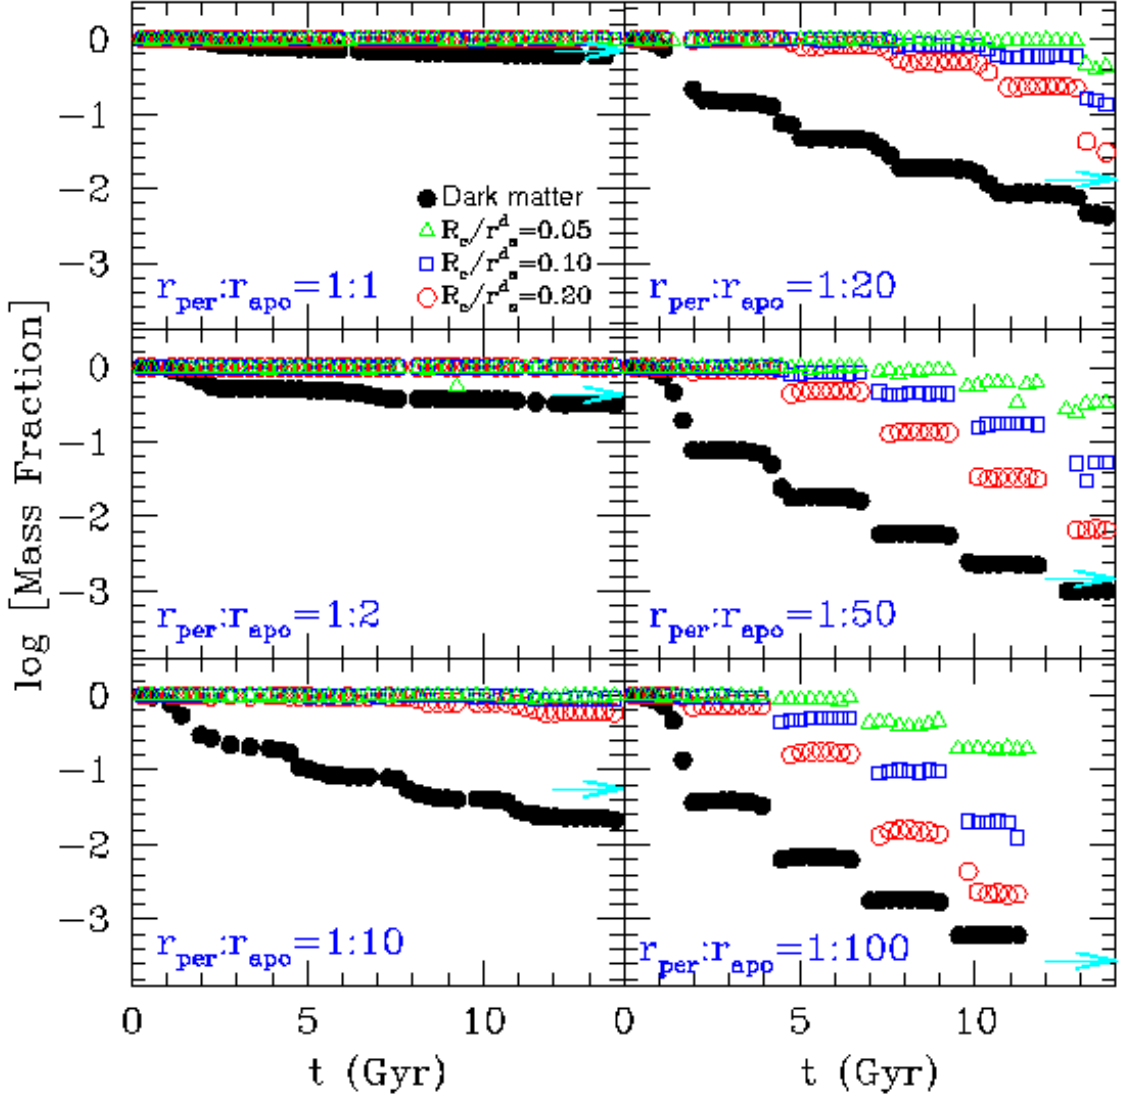 log [Mass Fraction]
0
-1
-2
-3
Dark matter
R_c/r^d_s=0.05
R_c/r^d_s=0.10
R_c/r^d_s=0.20
r_per:r_apo=1:1
r_per:r_apo=1:20
0
-1
-2
-3
r_per:r_apo=1:2
r_per:r_apo=1:50
0
-1
-2
-3
r_per:r_apo=1:10
r_per:r_apo=1:100
0 5 10 0 5 10
t (Gyr) t (Gyr)